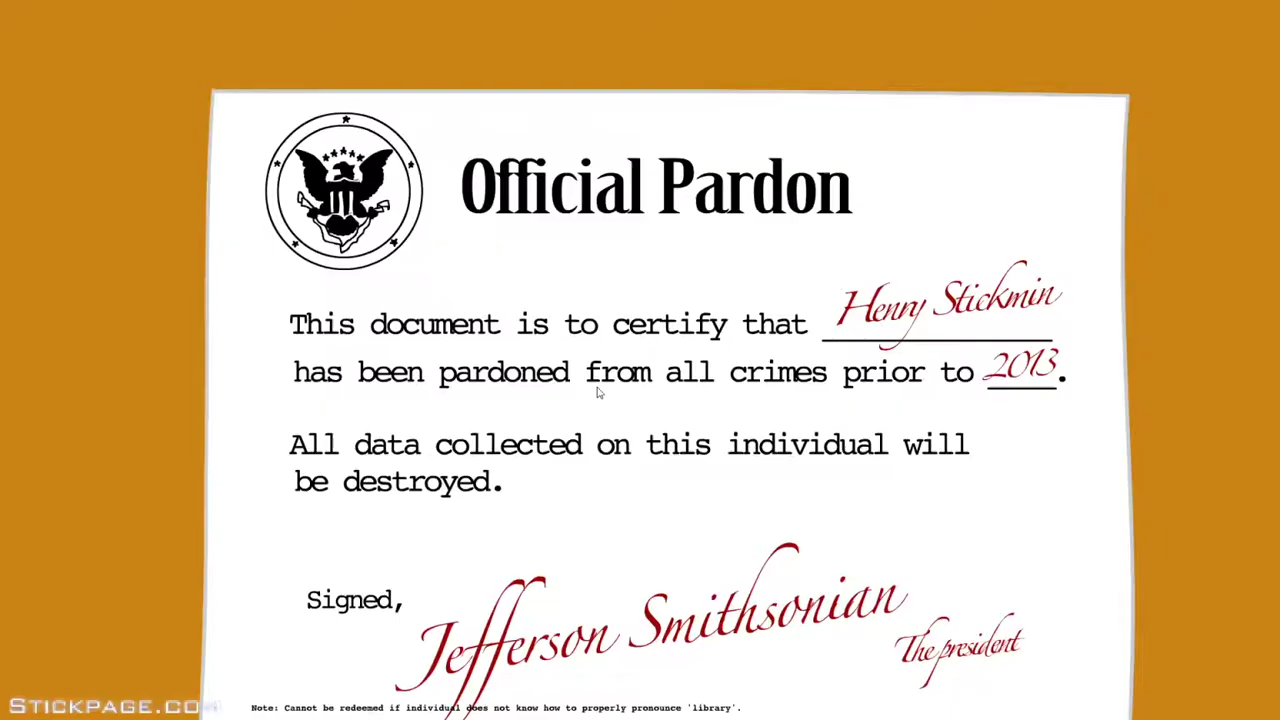 Official Pardon
This document is to certify that Henry Stickmin
has been pardoned from all crimes prior to 2013.
All data collected on this individual will
be destroyed.
Signed,
Jefferson Smithsonian
The president
Note: Cannot be redeemed if individual does not know how to properly pronounce 'library'.
STICKPAGE.COM